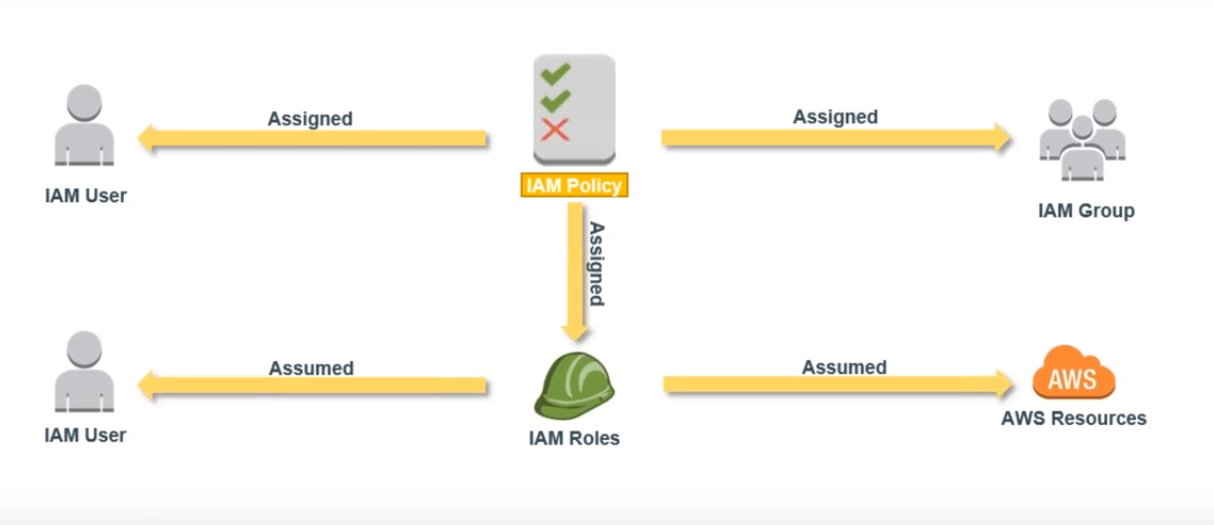 Assigned
Assigned
IAM User
IAM Policy
IAM Group
Assigned
Assumed
Assumed
AWS
IAM User
IAM Roles
AWS Resources